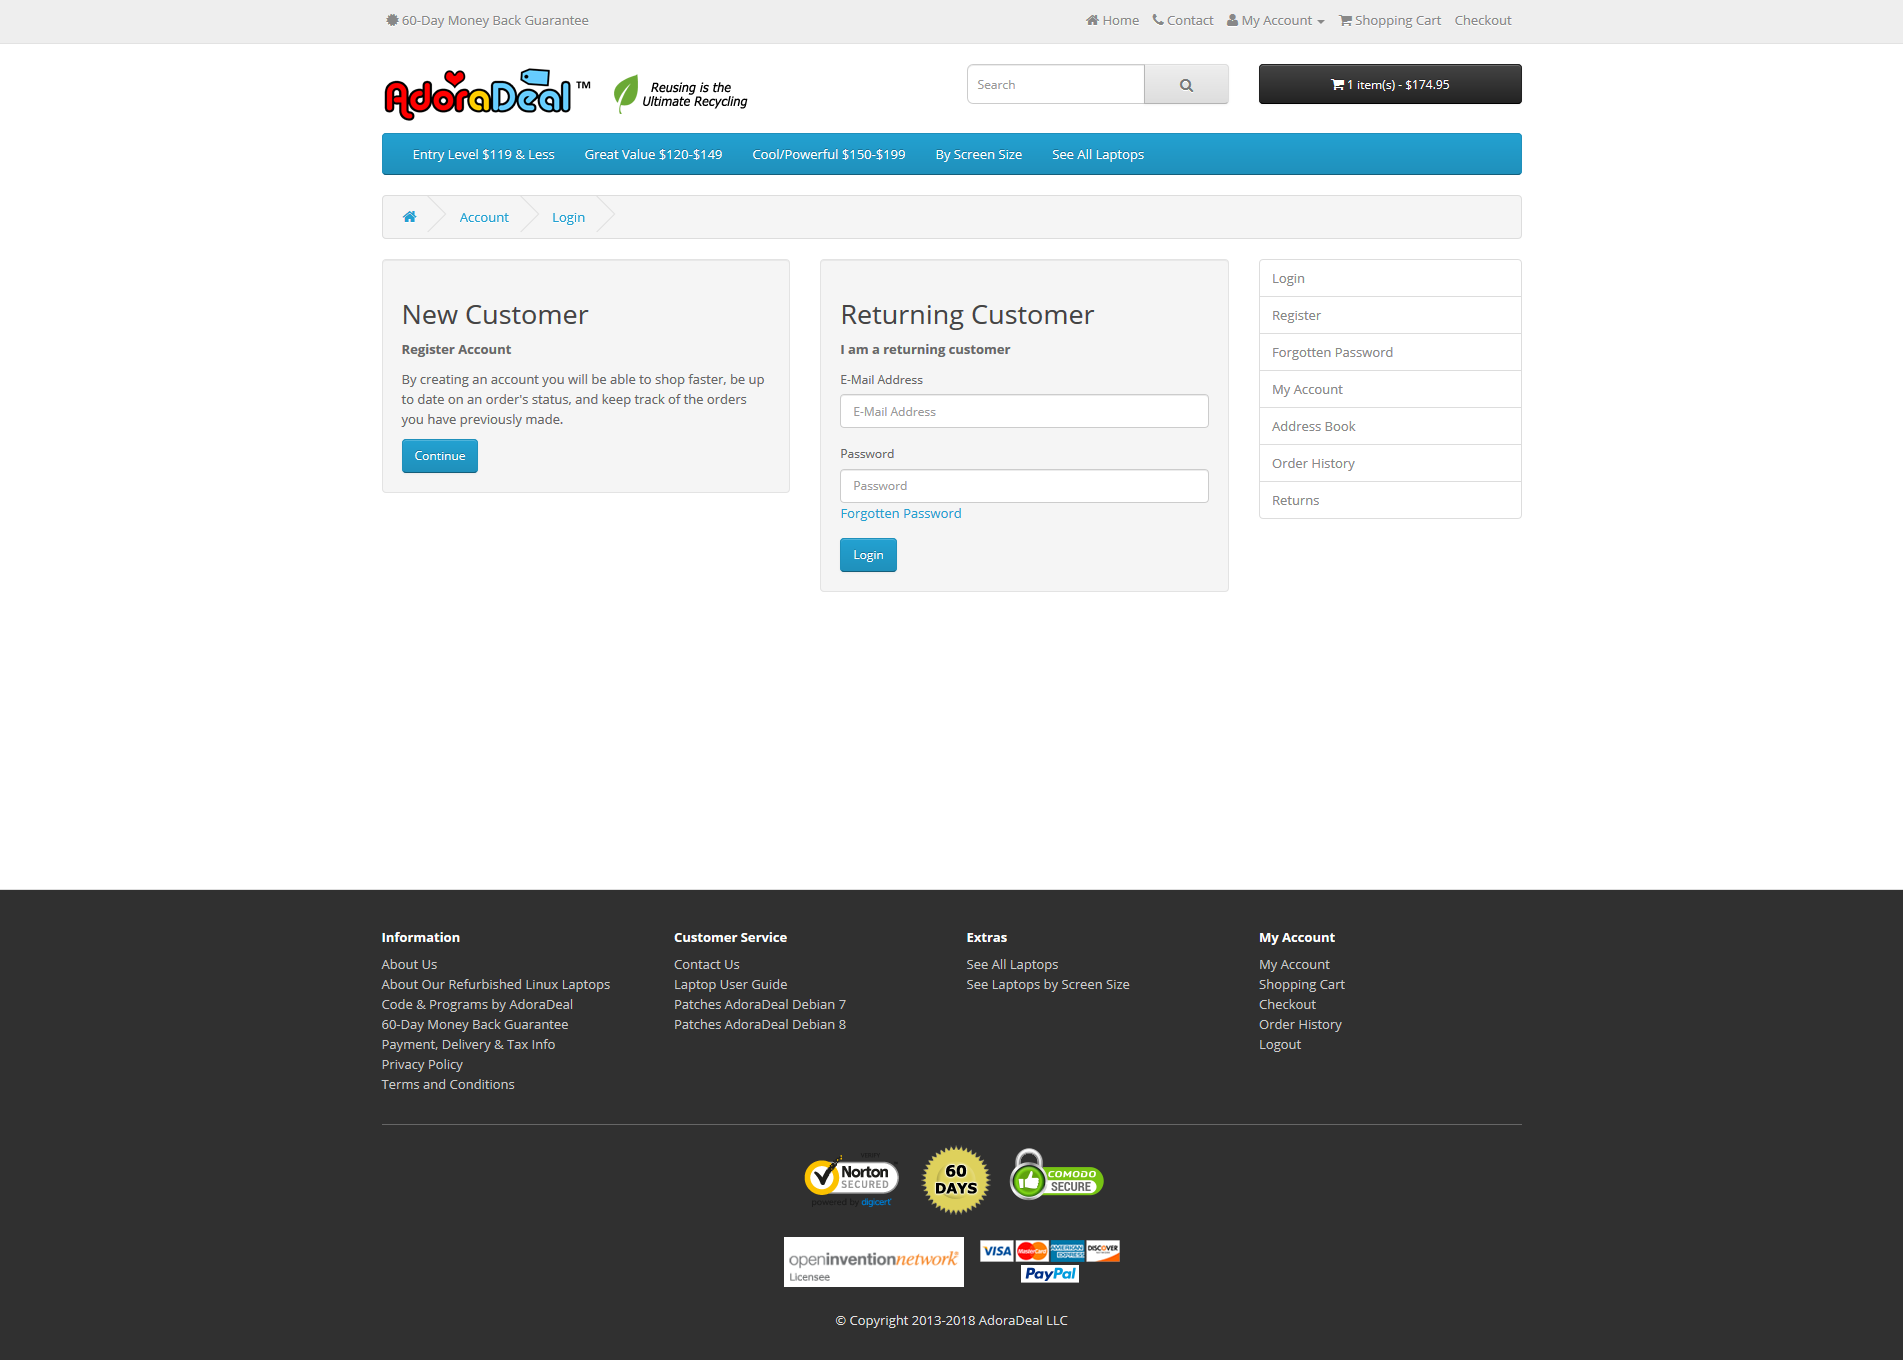 60-Day Money Back Guarantee
Home Contact My Account Shopping Cart Checkout
AdoraDeal ™
Reusing is the
Ultimate Recycling
Search
1 item(s) - $174.95
Entry Level $119 & Less Great Value $120-$149 Cool/Powerful $150-$199 By Screen Size See All Laptops
Account Login
New Customer
Register Account
By creating an account you will be able to shop faster, be up
to date on an order's status, and keep track of the orders
you have previously made.
Continue
Returning Customer
I am a returning customer
E-Mail Address
E-Mail Address
Password
Password
Forgotten Password
Login
Login
Register
Forgotten Password
My Account
Address Book
Order History
Returns
Information
About Us
About Our Refurbished Linux Laptops
Code & Programs by AdoraDeal
60-Day Money Back Guarantee
Payment, Delivery & Tax Info
Privacy Policy
Terms and Conditions
Customer Service
Contact Us
Laptop User Guide
Patches AdoraDeal Debian 7
Patches AdoraDeal Debian 8
Extras
See All Laptops
See Laptops by Screen Size
My Account
My Account
Shopping Cart
Checkout
Order History
Logout
Norton
SECURED
powered by digicert
60
DAYS
COMODO
SECURE
openinventionnetwork
Licensee
VISA MasterCard AMERICAN EXPRESS DISCOVER
PayPal
© Copyright 2013-2018 AdoraDeal LLC